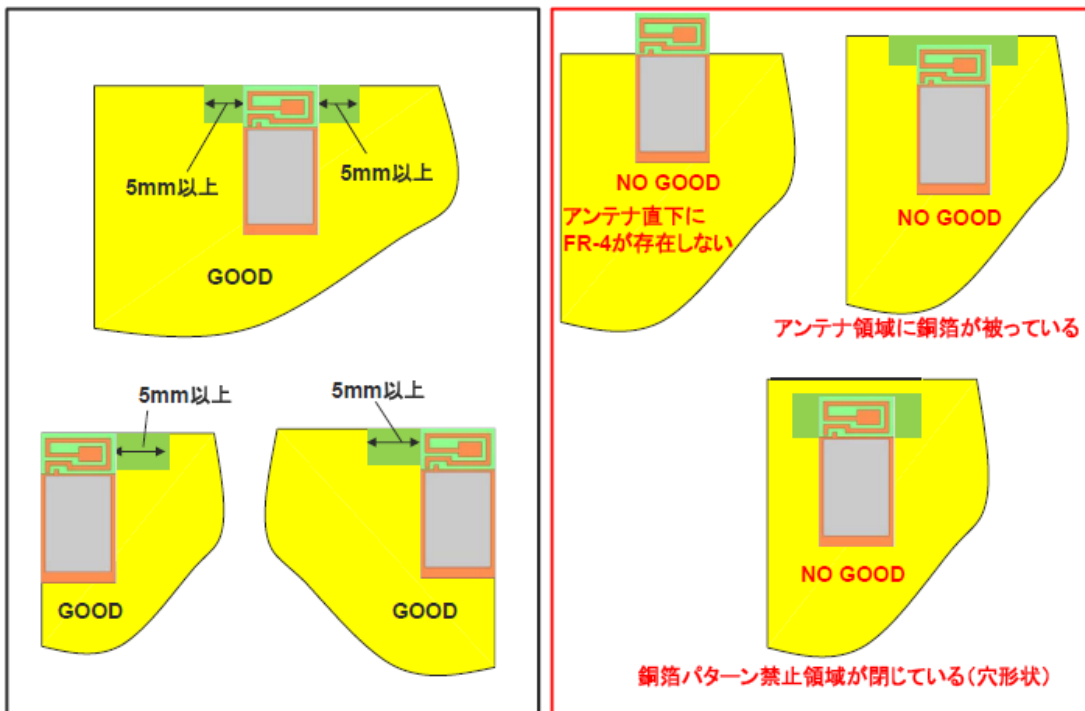 5mm以上
5mm以上
GOOD
5mm以上
5mm以上
GOOD
GOOD
NO GOOD
アンテナ直下に
FR-4が存在しない
NO GOOD
アンテナ領域に銅箔が被っている
NO GOOD
銅箔パターン禁止領域が閉じている(穴形状)